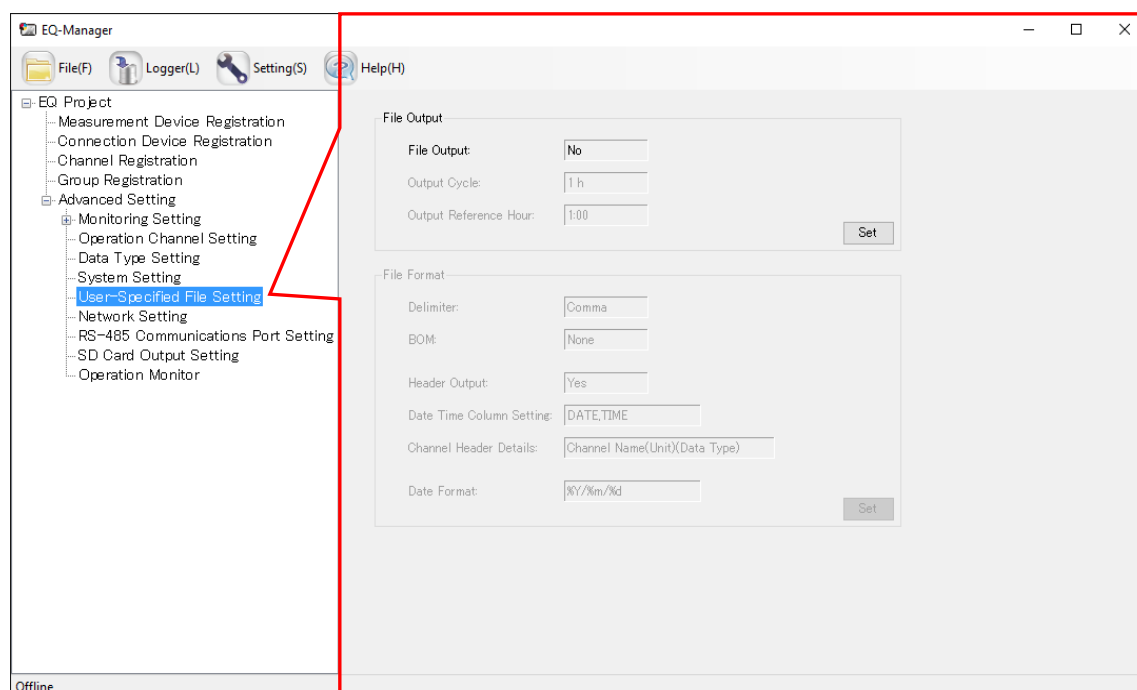 EQ-Manager
File(F) Logger(L) Setting(S) Help(H)
EQ Project
Measurement Device Registration
Connection Device Registration
Channel Registration
Group Registration
Advanced Setting
Monitoring Setting
Operation Channel Setting
Data Type Setting
System Setting
User-Specified File Setting
Network Setting
RS-485 Communications Port Setting
SD Card Output Setting
Operation Monitor
File Output
File Output: No
Output Cycle: 1 h
Output Reference Hour: 1:00
Set
File Format
Delimiter: Comma
BOM: None
Header Output: Yes
Date Time Column Setting: DATE,TIME
Channel Header Details: Channel Name(Unit)(Data Type)
Date Format: %Y/%m/%d
Set
Offline